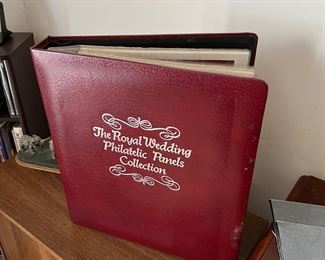 The Royal Wedding
Philatelic Panels
Collection